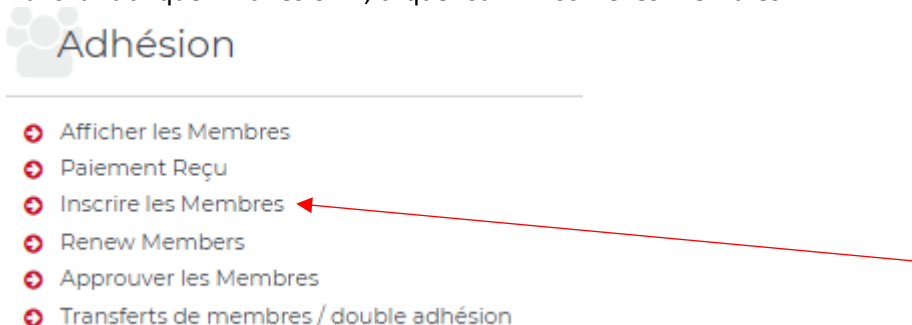 Adhésion
Afficher les Membres
Paiement Reçu
Inscrire les Membres
Renew Members
Approuver les Membres
Transferts de membres / double adhésion